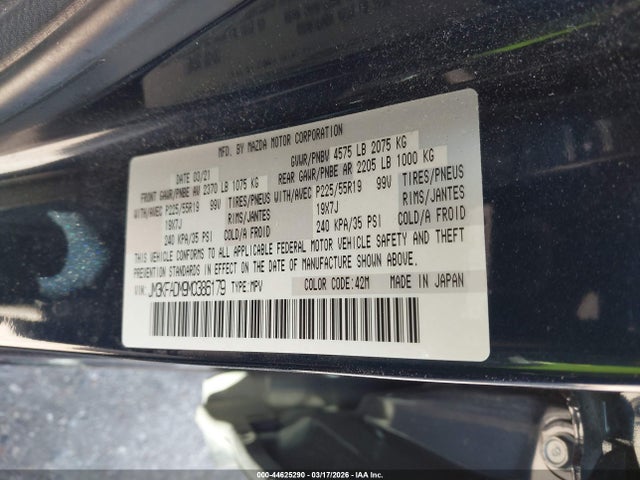 MFD. BY MAZDA MOTOR CORPORATION
DATE 03/21 GVWR/PNBV 4575 LB 2075 KG
FRONT GAWR/PNBE AV 2370 LB 1075 KG REAR GAWR/PNBE AR 2205 LB 1000 KG
WITH/AVEC P225/55R19 99V TIRES/PNEUS WITH/AVEC P225/55R19 99V TIRES/PNEUS
19X7J RIMS/JANTES 19X7J RIMS/JANTES
240 KPA/35 PSI COLD/A FROID 240 KPA/35 PSI COLD/A FROID
THIS VEHICLE CONFORMS TO ALL APPLICABLE FEDERAL MOTOR VEHICLE SAFETY AND THEFT
PREVENTION STANDARDS IN EFFECT ON THE DATE OF MANUFACTURE SHOWN ABOVE.
VIN: JM3KFADM9M0386179 TYPE:MPV COLOR CODE:42M MADE IN JAPAN
000-44625290 - 03/17/2026 - IAA Inc.